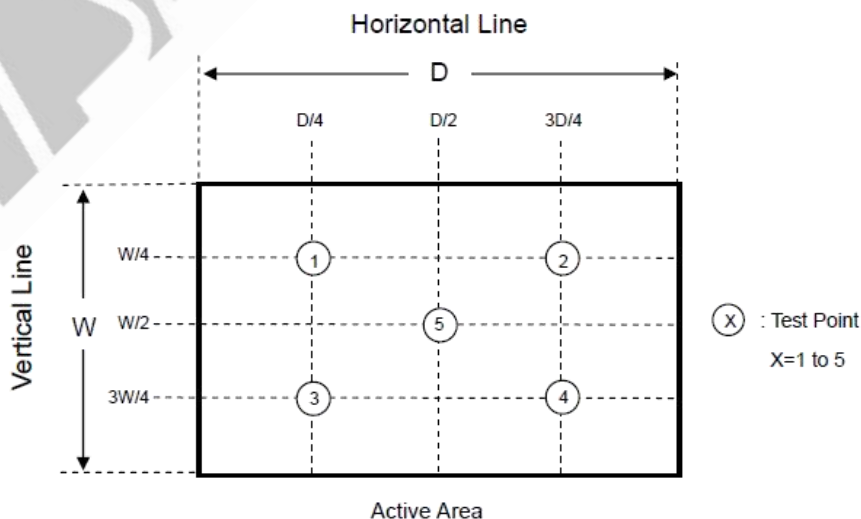 Horizontal Line
D
D/4 D/2 3D/4
Vertical Line
W
W/4
W/2
3W/4
1 2
5
3 4
X : Test Point
X=1 to 5
Active Area